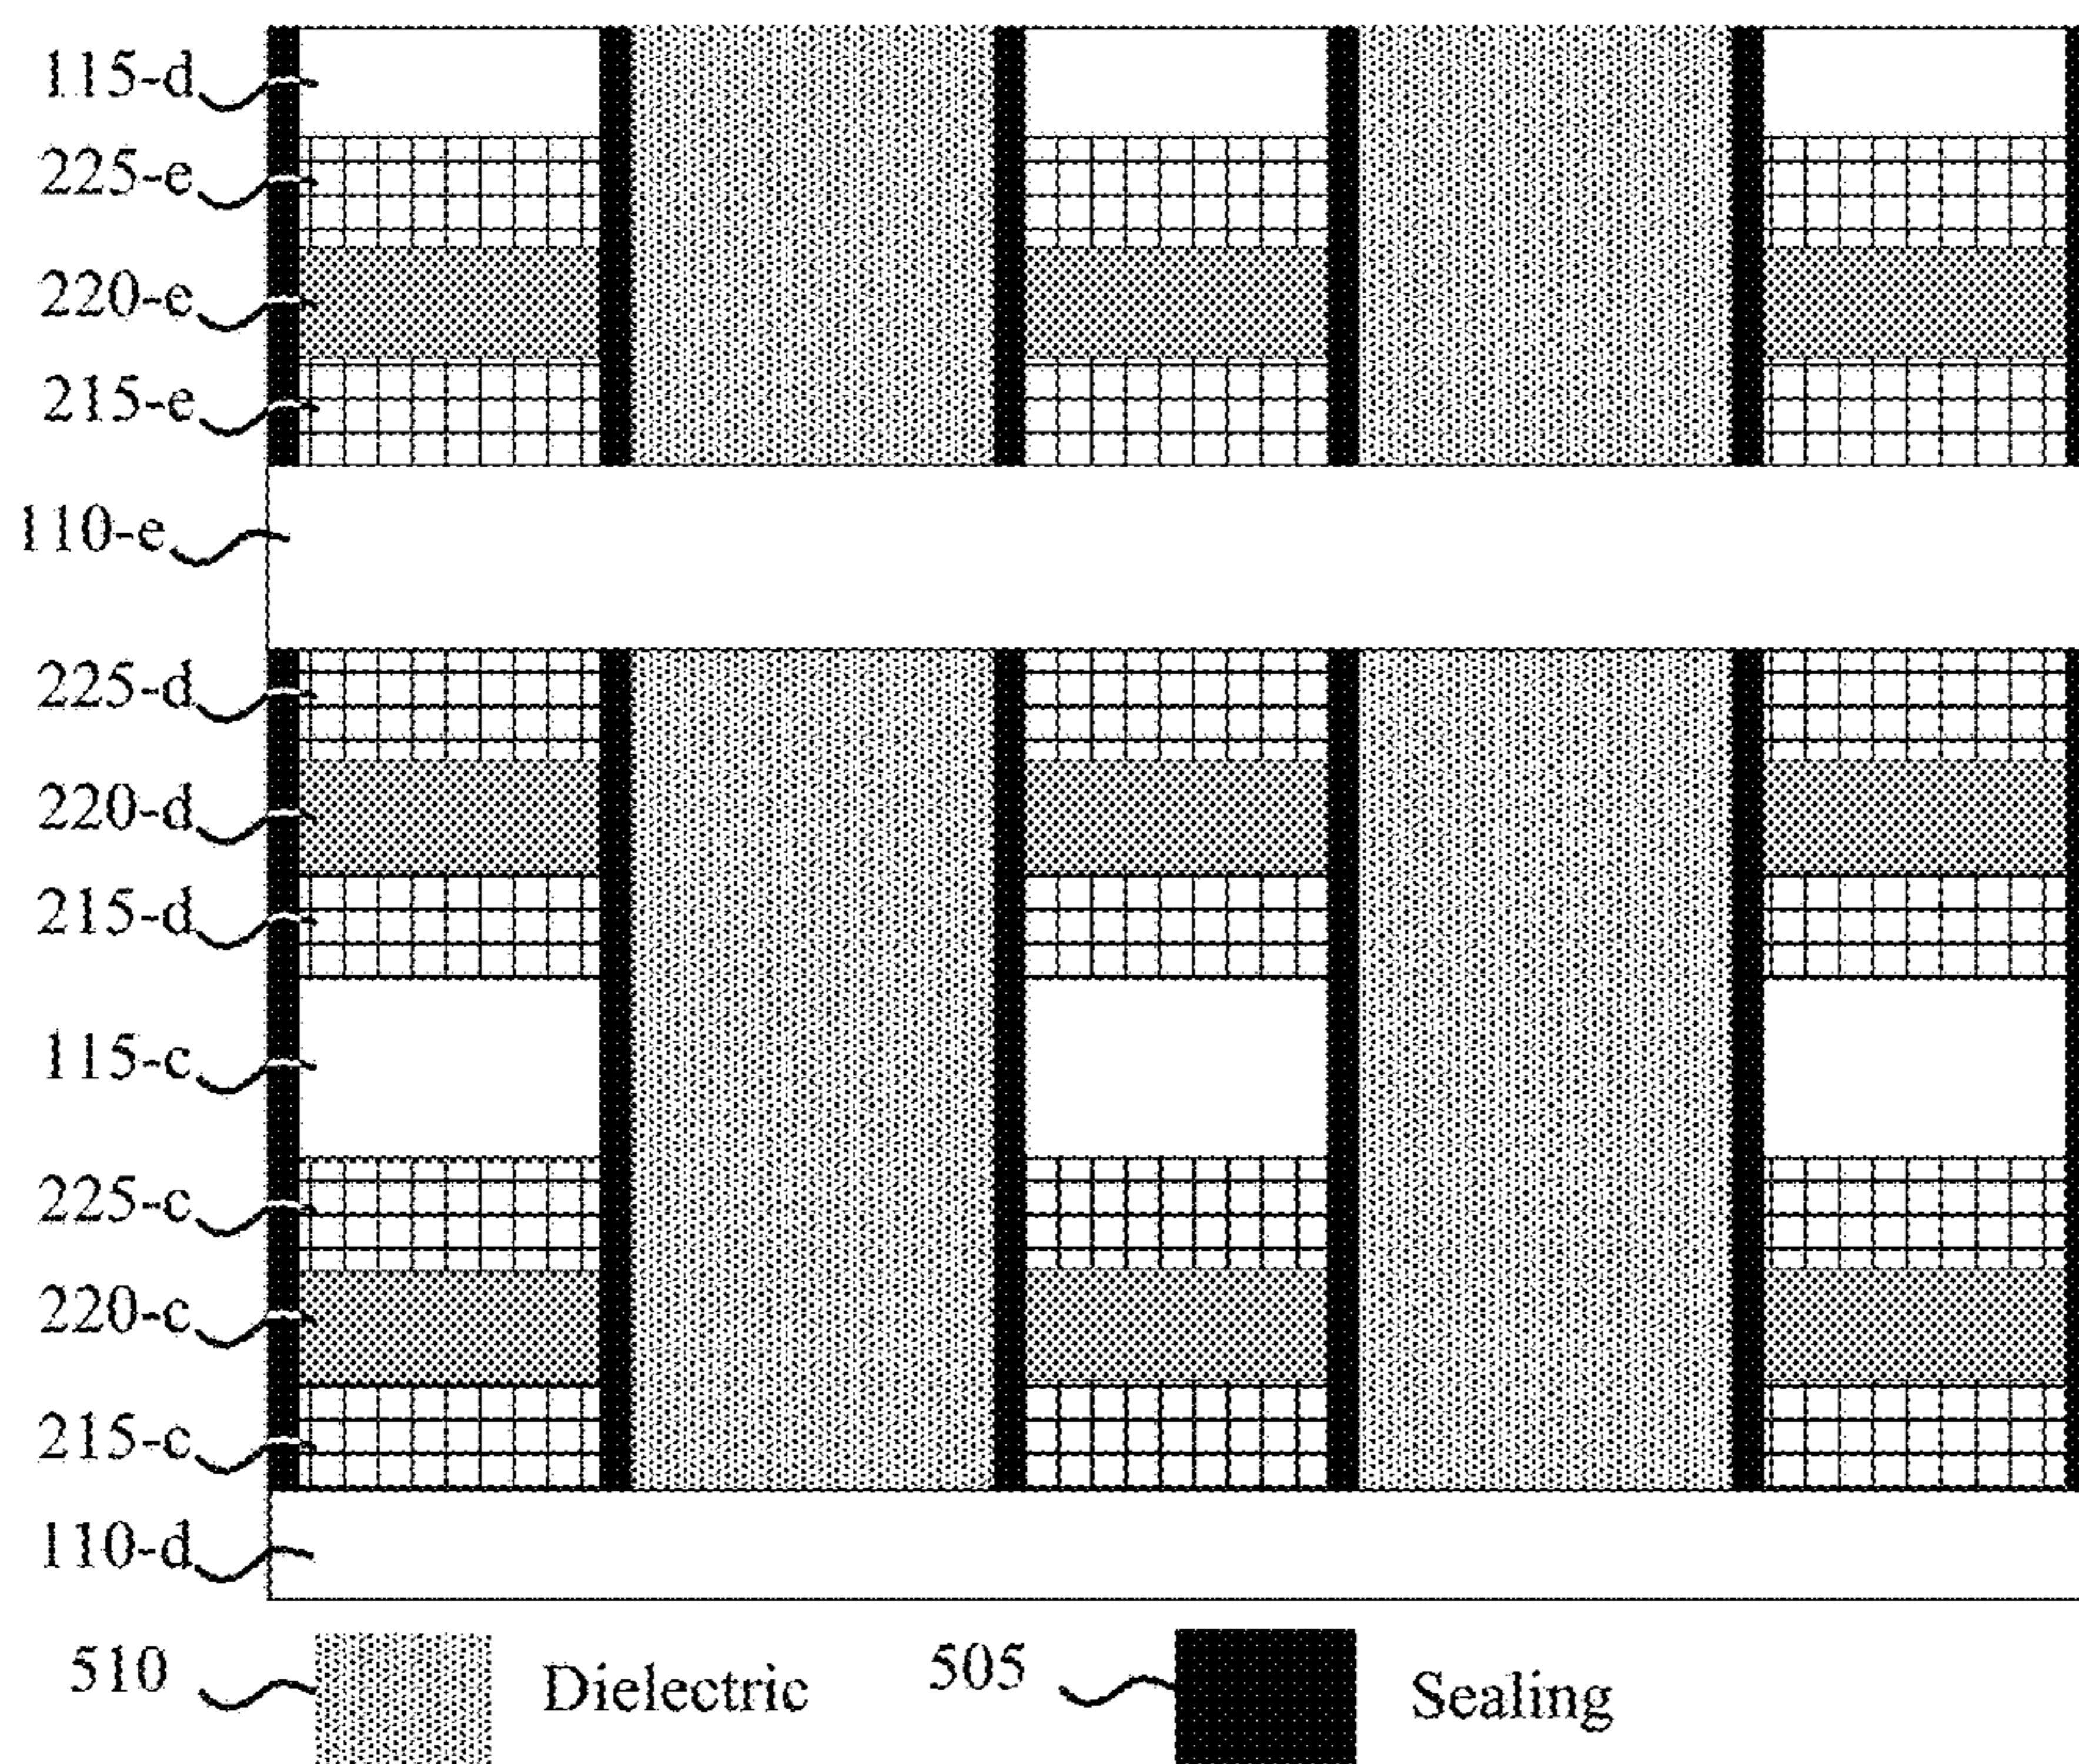 115-d
225-e
220-e
215-e
110-e
225-d
220-d
215-d
115-c
225-c
220-c
215-c
110-d
510 Dielectric 505 Sealing